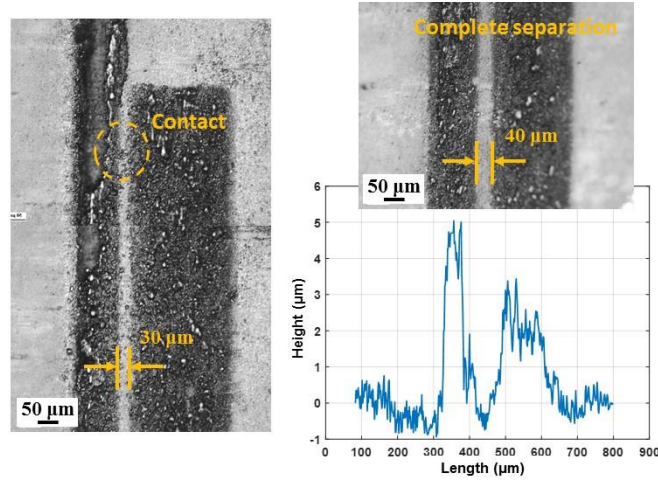 Contact
30 µm
50 µm
Complete separation
40 µm
50 µm
6
5
4
3
2
1
0
-1
Height (µm)
0 100 200 300 400 500 600 700 800 900
Length (µm)